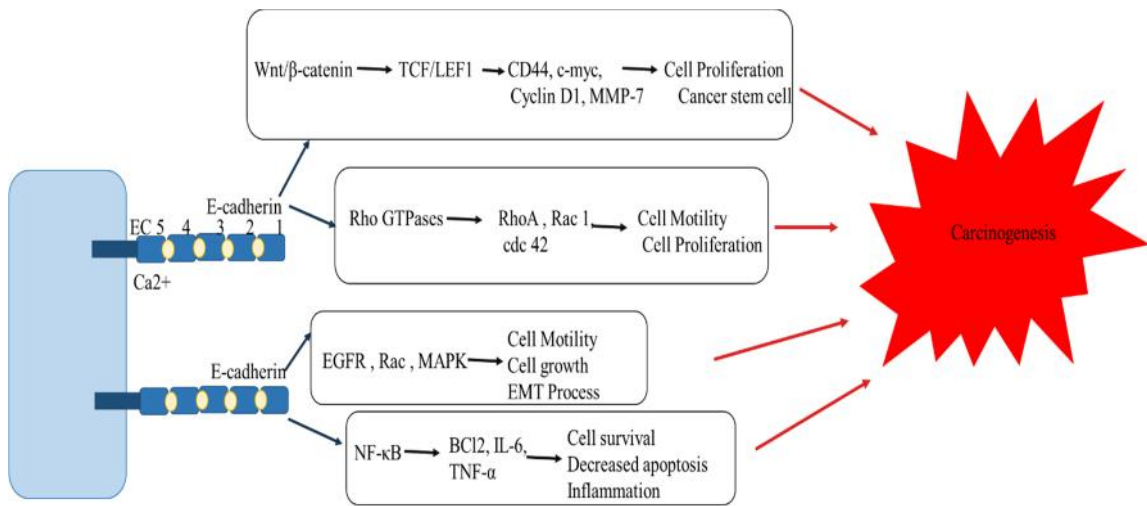 Wnt/β-catenin → TCF/LEF1 → CD44, c-myc, → Cell Proliferation
Cyclin D1, MMP-7 Cancer stem cell
E-cadherin
EC 5 4 3 2 1
Ca2+
Rho GTPases → RhoA , Rac 1, → Cell Motility
cdc 42 Cell Proliferation
Carcinogenesis
E-cadherin
EGFR , Rac , MAPK → Cell Motility
Cell growth
EMT Process
NF-κB → BCl2, IL-6, → Cell survival
TNF-α Decreased apoptosis
Inflammation